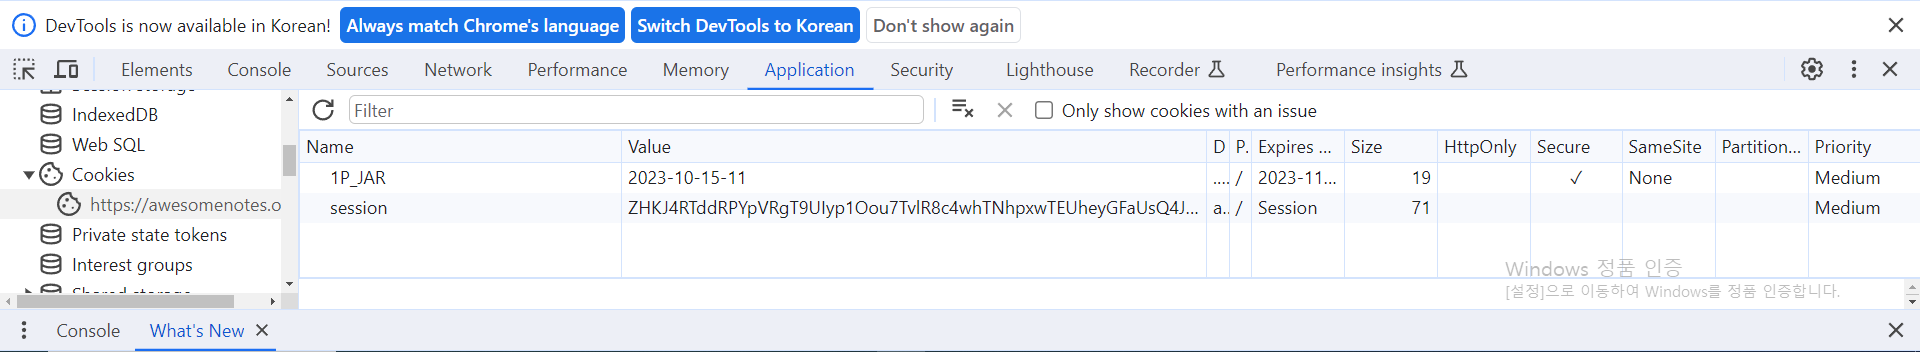 DevTools is now available in Korean! Always match Chrome's language Switch DevTools to Korean Don't show again
Elements Console Sources Network Performance Memory Application Security Lighthouse Recorder Performance insights
IndexedDB
Web SQL
Cookies
https://awesomenotes.o
Private state tokens
Interest groups
Filter Only show cookies with an issue
Name Value D P. Expires ... Size HttpOnly Secure SameSite Partition... Priority
1P_JAR 2023-10-15-11 .... / 2023-11... 19 ✓ None Medium
session a.. / Session 71 Medium
Windows 정품 인증
[설정]으로 이동하여 Windows를 정품 인증합니다.
Console What's New